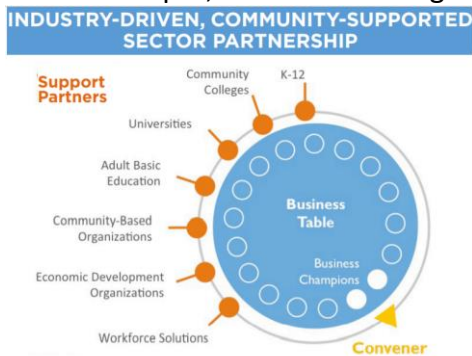 INDUSTRY-DRIVEN, COMMUNITY-SUPPORTED
SECTOR PARTNERSHIP
Support
Partners
Community
Colleges
K-12
Universities
Adult Basic
Education
Community-Based
Organizations
Economic Development
Organizations
Workforce Solutions
Business
Table
Business
Champions
Convener